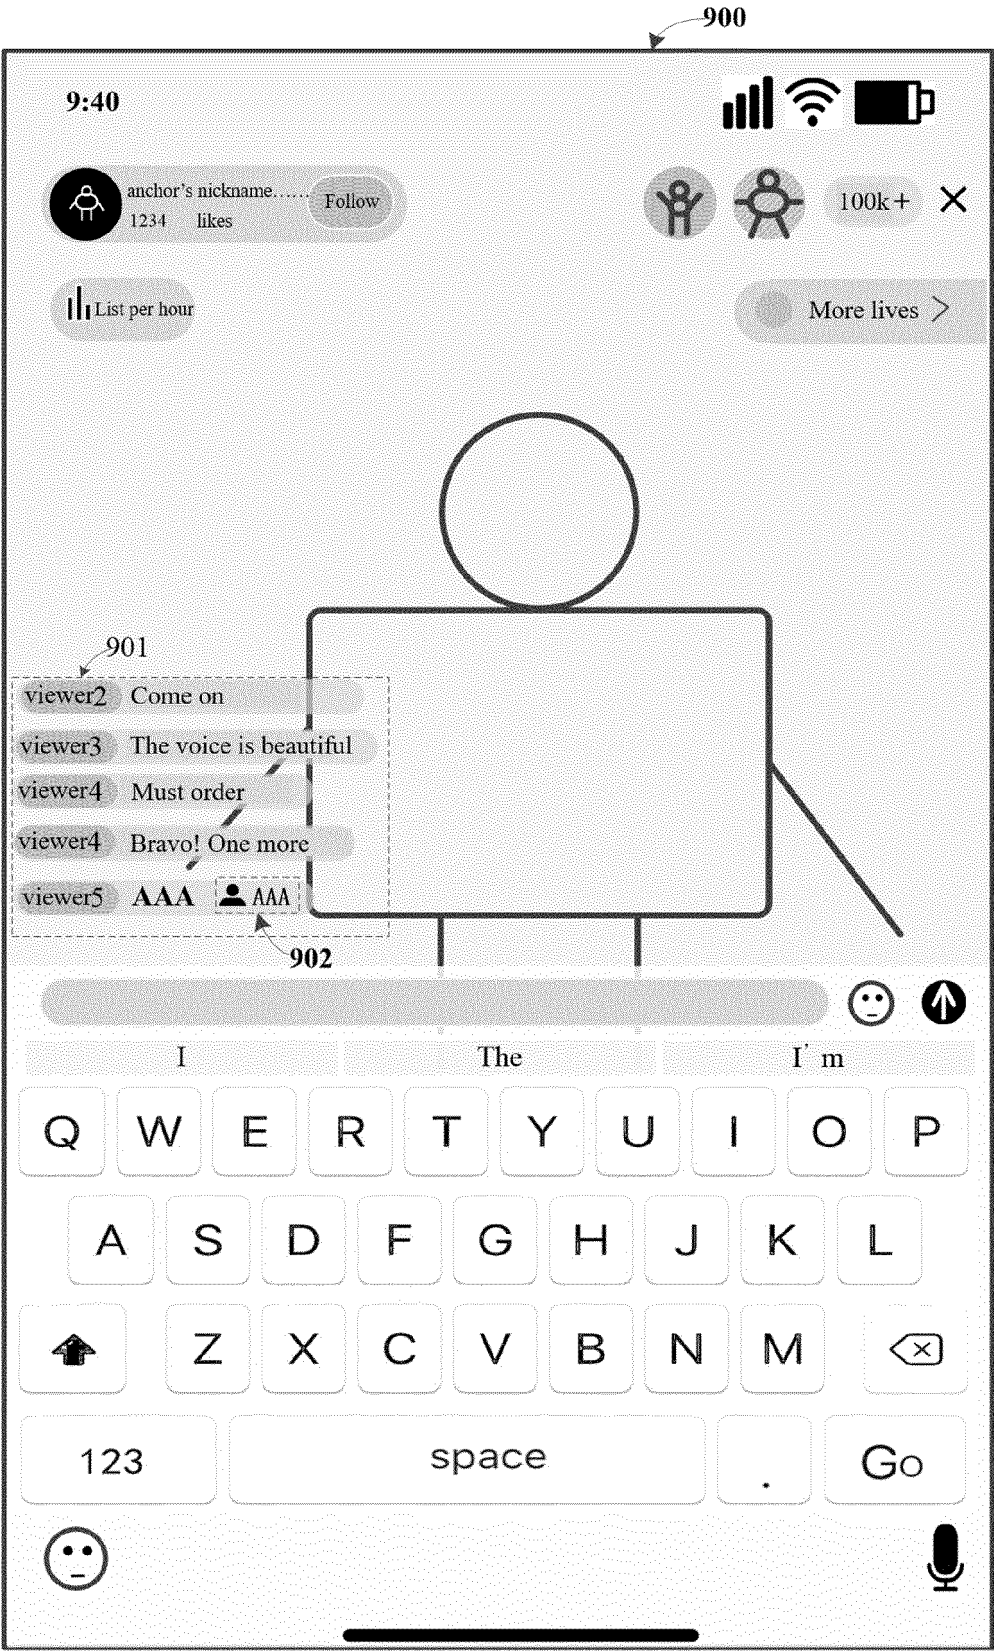 900
9:40
anchor's nickname...... Follow
1234 likes
100k+
List per hour
More lives
901
viewer2 Come on
viewer3 The voice is beautiful
viewer4 Must order
viewer4 Bravo! One more
viewer5 AAA AAA
902
I The I'm
Q W E R T Y U I O P
A S D F G H J K L
Z X C V B N M
123 space . Go